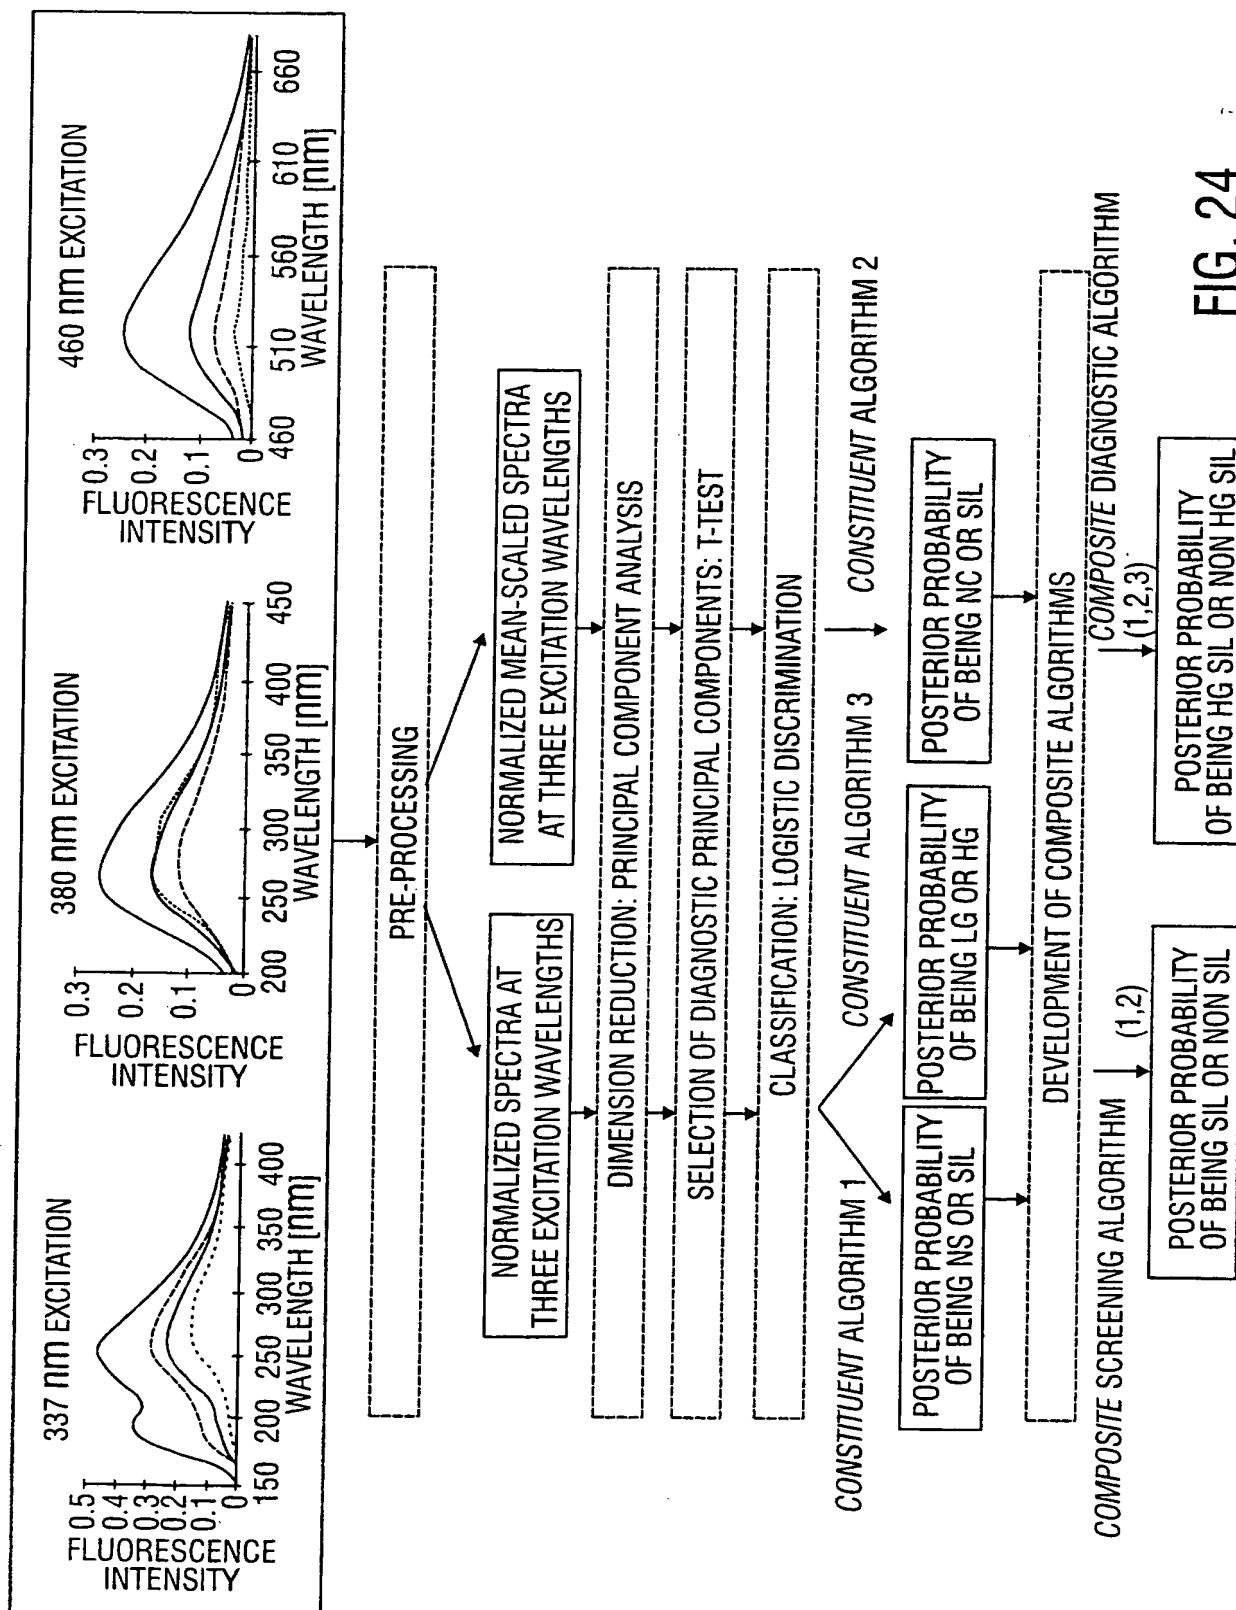 337 nm EXCITATION
FLUORESCENCE
INTENSITY
0.5
0.4
0.3
0.2
0.1
0
150 200 250 300 350 400
WAVELENGTH [nm]
380 nm EXCITATION
FLUORESCENCE
INTENSITY
0.3
0.2
0.1
0
200 250 300 350 400 450
WAVELENGTH [nm]
460 nm EXCITATION
FLUORESCENCE
INTENSITY
0.3
0.2
0.1
0
460 510 560 610 660
WAVELENGTH [nm]
PRE-PROCESSING
NORMALIZED SPECTRA AT
THREE EXCITATION WAVELENGTHS
NORMALIZED MEAN-SCALED SPECTRA
AT THREE EXCITATION WAVELENGTHS
DIMENSION REDUCTION: PRINCIPAL COMPONENT ANALYSIS
SELECTION OF DIAGNOSTIC PRINCIPAL COMPONENTS: T-TEST
CLASSIFICATION: LOGISTIC DISCRIMINATION
CONSTITUENT ALGORITHM 1
CONSTITUENT ALGORITHM 3
CONSTITUENT ALGORITHM 2
POSTERIOR PROBABILITY
OF BEING NS OR SIL
POSTERIOR PROBABILITY
OF BEING LG OR HG
POSTERIOR PROBABILITY
OF BEING NC OR SIL
DEVELOPMENT OF COMPOSITE ALGORITHMS
COMPOSITE SCREENING ALGORITHM
(1,2)
COMPOSITE DIAGNOSTIC ALGORITHM
(1,2,3)
POSTERIOR PROBABILITY
OF BEING SIL OR NON SIL
POSTERIOR PROBABILITY
OF BEING HG SIL OR NON HG SIL
FIG. 24